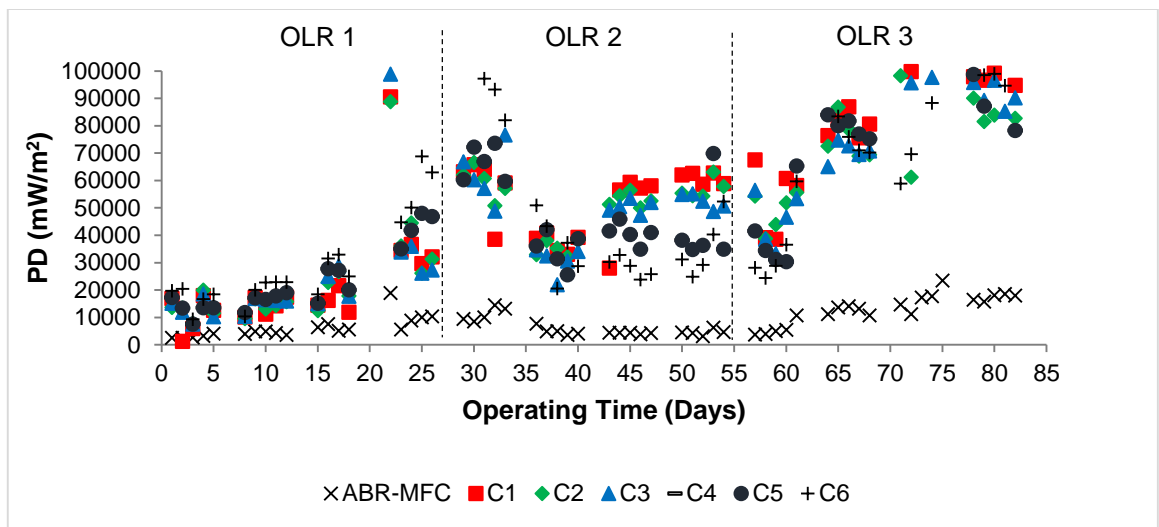 OLR 1 OLR 2 OLR 3
100000
90000
80000
70000
60000
50000
40000
30000
20000
10000
0
PD (mW/m²)
0 5 10 15 20 25 30 35 40 45 50 55 60 65 70 75 80 85
Operating Time (Days)
ABR-MFC C1 C2 C3 C4 C5 C6